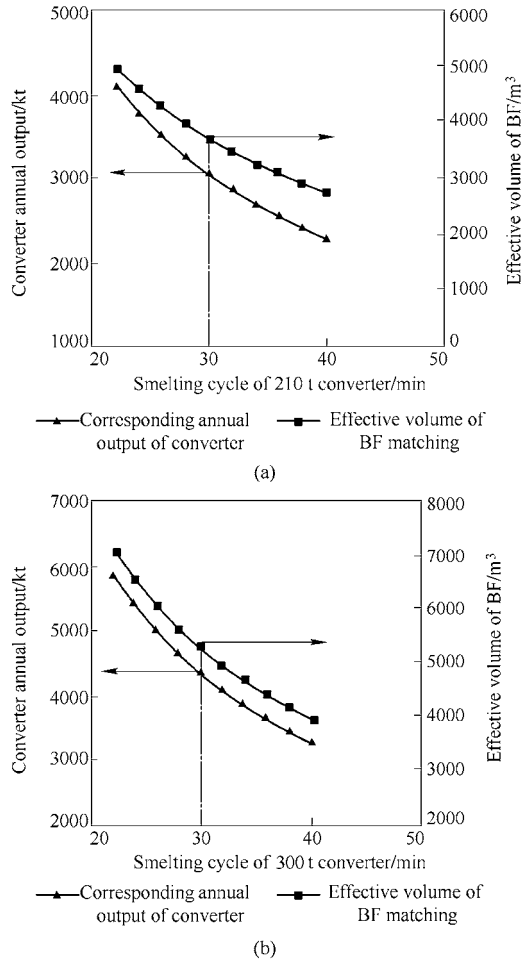 5000
4000
3000
2000
1000
Converter annual output/kt
6000
5000
4000
3000
2000
1000
0
Effective volume of BF/m³
20
30
40
50
Smelting cycle of 210 t converter/min
Corresponding annual output of converter
Effective volume of BF matching
(a)
7000
6000
5000
4000
3000
2000
Converter annual output/kt
8000
7000
6000
5000
4000
3000
2000
Effective volume of BF/m³
20
30
40
50
Smelting cycle of 300 t converter/min
Corresponding annual output of converter
Effective volume of BF matching
(b)